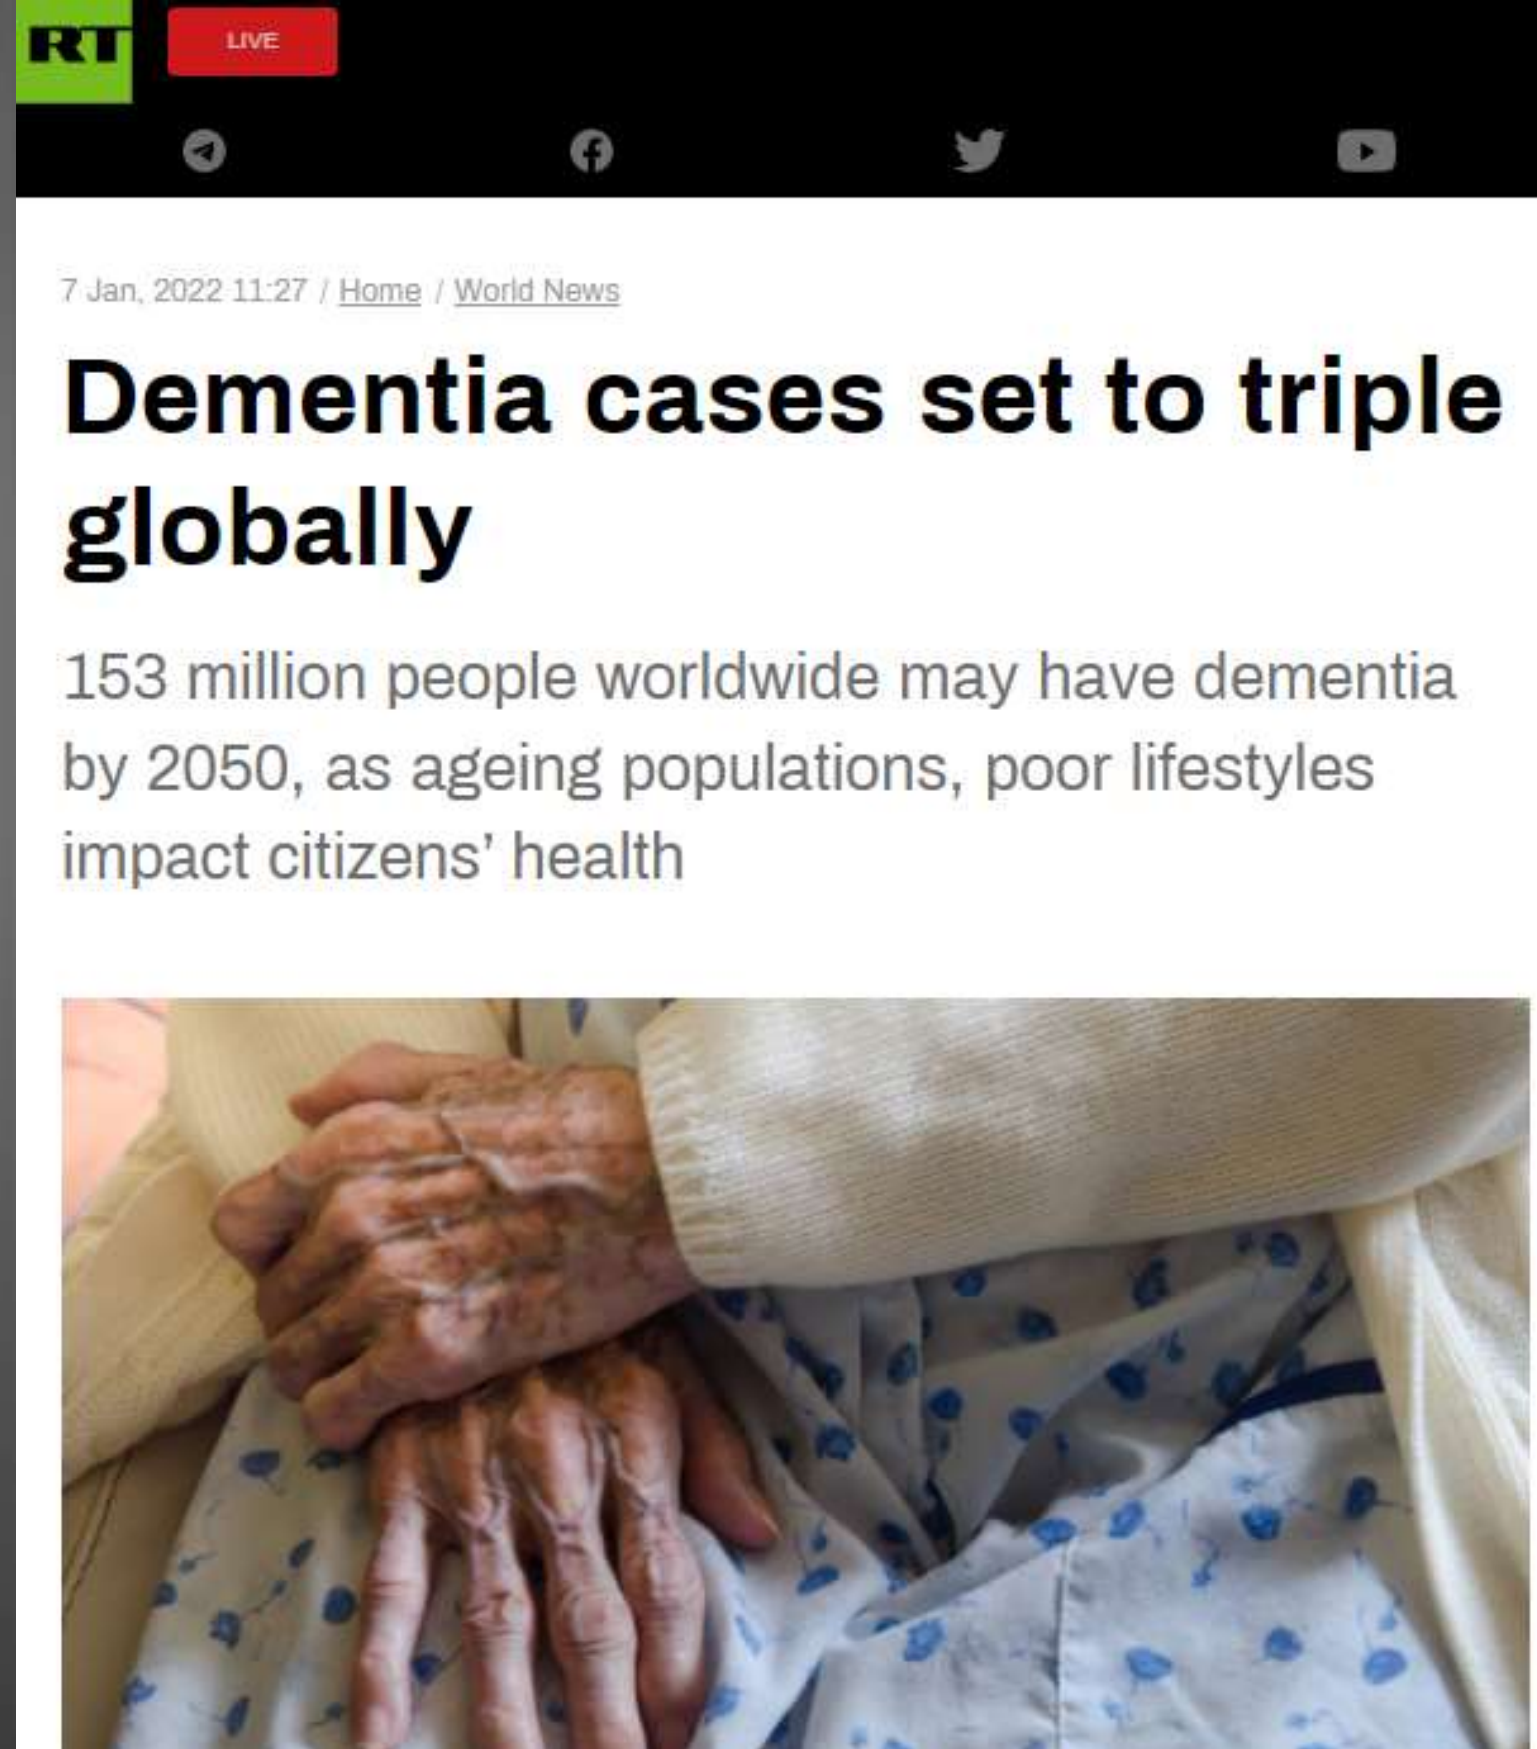 RT
LIVE
7 Jan, 2022 11:27 / Home / World News
Dementia cases set to triple
globally
153 million people worldwide may have dementia
by 2050, as ageing populations, poor lifestyles
impact citizens’ health